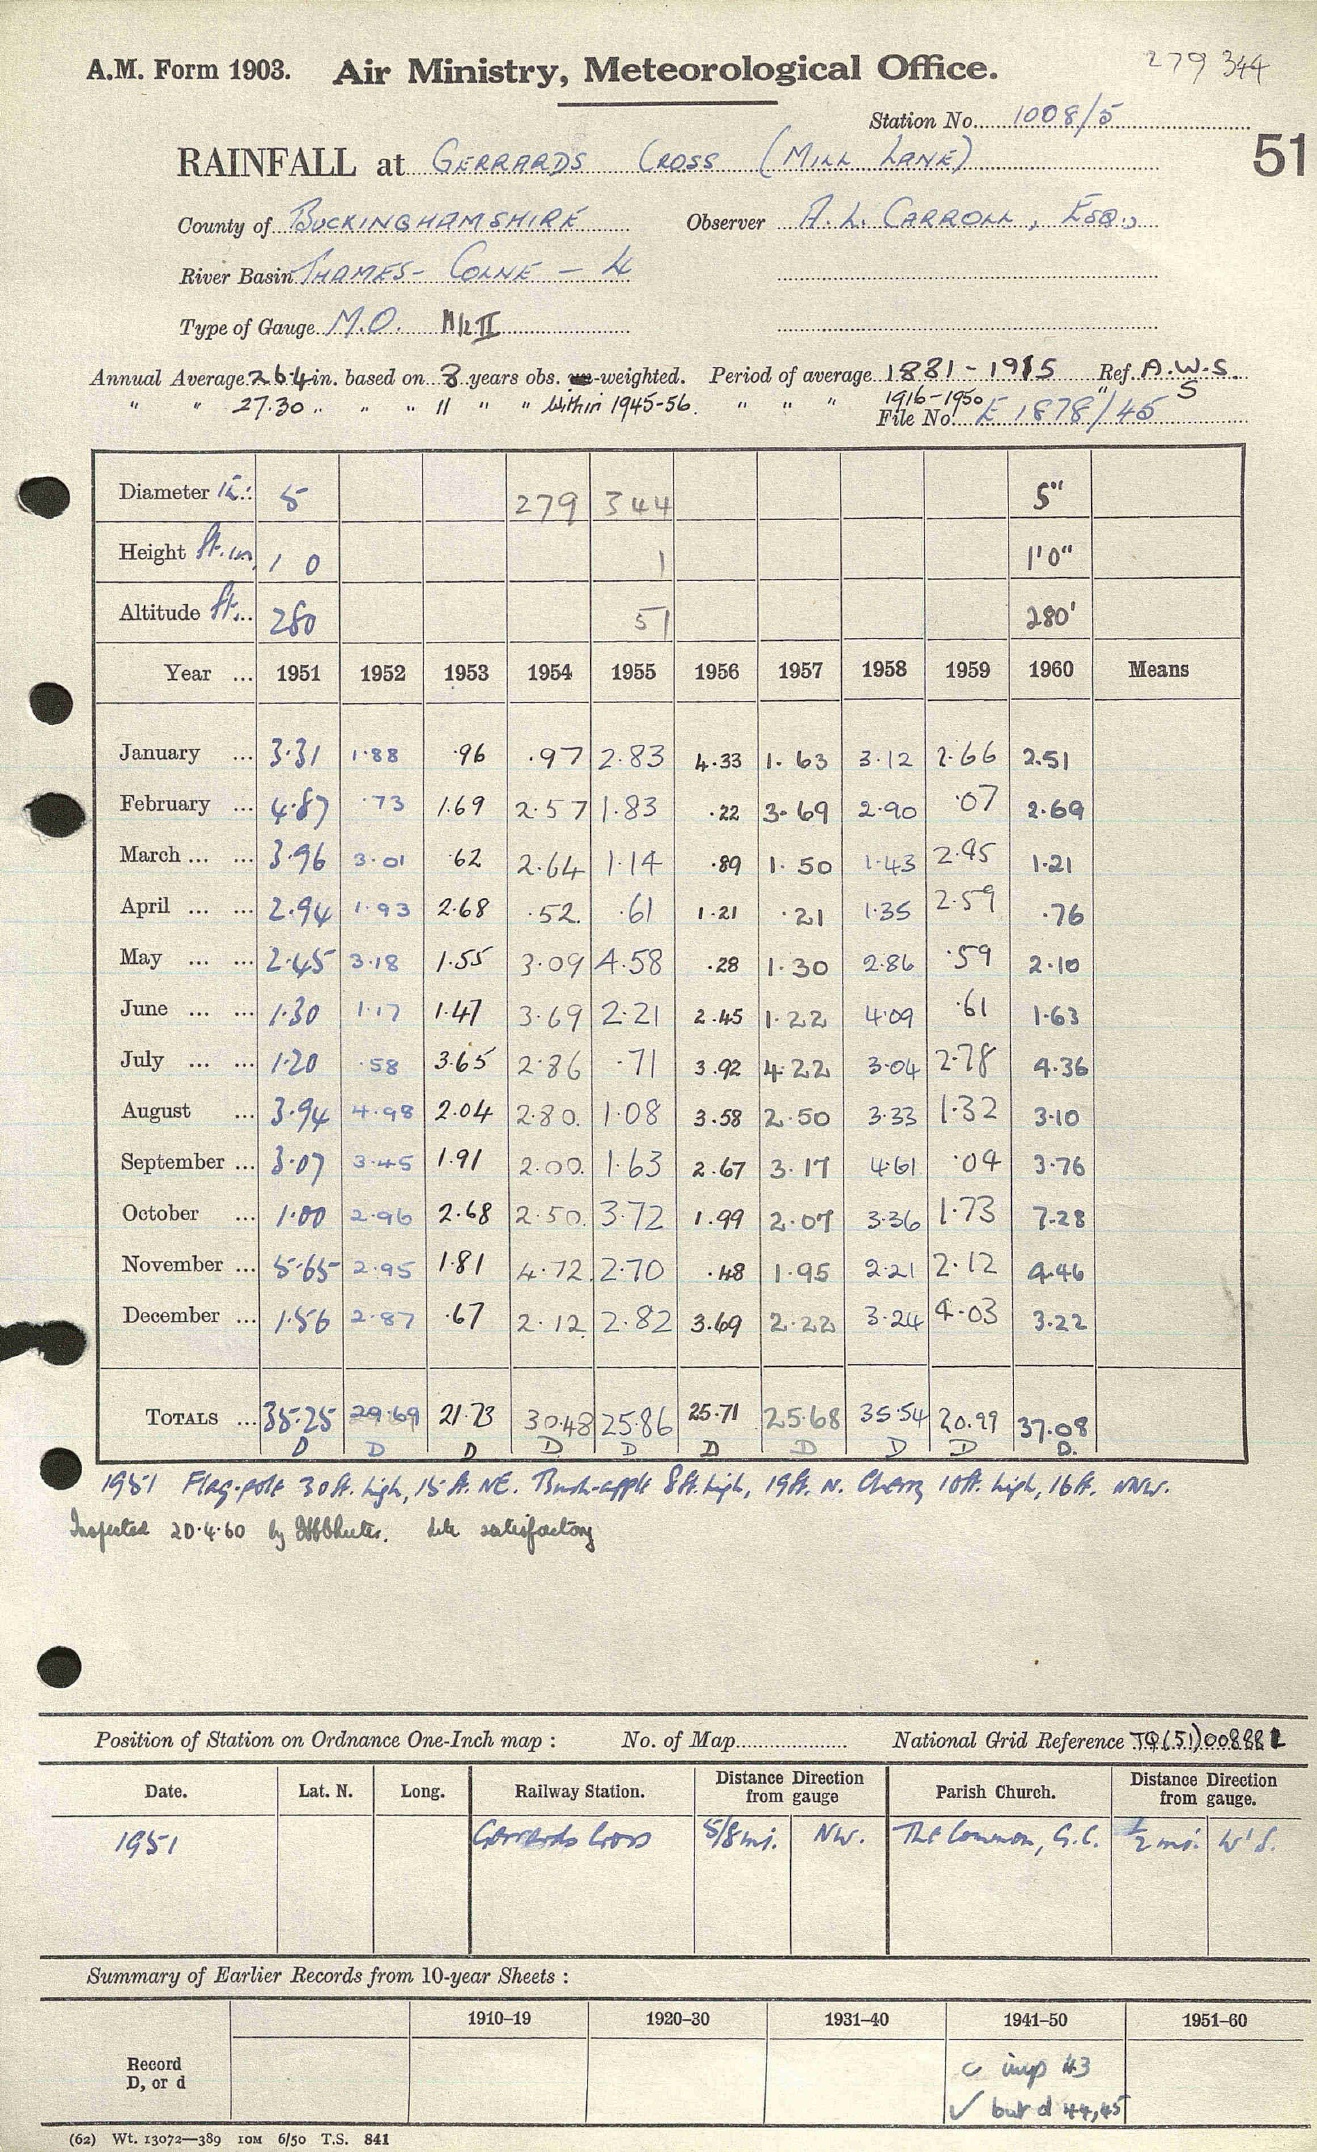 A.M. Form 1903. Air Ministry, Meteorological Office. 279 344
Station No. 1008/5
51
RAINFALL at GERRARDS CROSS (MILL LANE)
County of BUCKINGHAMSHIRE Observer A. L. CARROLL, ESQ.,
River Basin THAMES - COLNE - 4
Type of Gauge M.O. Mk II
Annual Average 26.4 in. based on 8 years obs. -weighted. Period of average 1881 - 1915 Ref. A.W.S.
" " 27.30 " " " 11 " " Within 1945-56. " " " 1916-1950 " S
File No. E 1878/45
Diameter in. 5 279 344 5"
Height ft. in. 1 0 1 1'0"
Altitude ft. 280 51 280'
Year ... 1951 1952 1953 1954 1955 1956 1957 1958 1959 1960 Means
January ... 3.31 1.88 .96 .97 2.83 4.33 1.63 3.12 2.66 2.51
February ... 4.87 .73 1.69 2.57 1.83 .22 3.69 2.90 .07 2.69
March ... ... 3.96 3.01 .62 2.64 1.14 .89 1.50 1.43 2.45 1.21
April ... ... 2.94 1.93 2.68 .52 .61 1.21 .21 1.35 2.59 .76
May ... ... 2.45 3.18 1.55 3.09 4.58 .28 1.30 2.86 .59 2.10
June ... ... 1.30 1.17 1.47 3.69 2.21 2.45 1.22 4.09 .61 1.63
July ... ... 1.20 .58 3.65 2.86 .71 3.92 4.22 3.04 2.78 4.36
August ... 3.94 4.98 2.04 2.80. 1.08 3.58 2.50 3.33 1.32 3.10
September ... 3.07 3.45 1.91 2.00. 1.63 2.67 3.17 4.61 .04 3.76
October ... 1.00 2.96 2.68 2.50. 3.72 1.99 2.07 3.36 1.73 7.28
November ... 5.65 2.95 1.81 4.72. 2.70 .48 1.95 2.21 2.12 4.46
December ... 1.56 2.87 .67 2.12 2.82 3.69 2.22 3.24 4.03 3.22
TOTALS ... 35.25 29.69 21.73 30.48 25.86 25.71 25.68 35.54 20.99 37.08
D D D D D D D D D D.
1951 Flag-pole 30 ft. high, 15 ft. NE. Bush-apple 8 ft. high, 19 ft. N. Cherry 10 ft. high, 16 ft. NNW.
Inspected 20.4.60 by site satisfactory
Position of Station on Ordnance One-Inch map : No. of Map National Grid Reference TQ(51)008882
Date. Lat. N. Long. Railway Station. Distance from gauge Direction Parish Church. Distance from gauge. Direction
1951 Gerrards Cross 5/8 mi. NW. The Common, G.C. 1/2 mi. W'S.
Summary of Earlier Records from 10-year Sheets :
1910–19 1920–30 1931–40 1941–50 1951–60
Record D, or d
c imp 43
✓ but d 44,45
(62) Wt. 13072—389 10M 6/50 T.S. 841